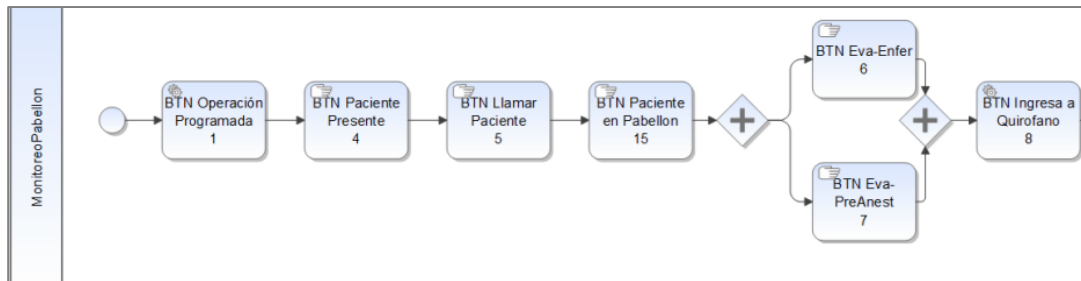 MonitoreoPabellon
BTN Operación
Programada
1
BTN Paciente
Presente
4
BTN Llamar
Paciente
5
BTN Paciente
en Pabellon
15
BTN Eva-Enfer
6
BTN Eva-
PreAnest
7
BTN Ingresa a
Quirofano
8